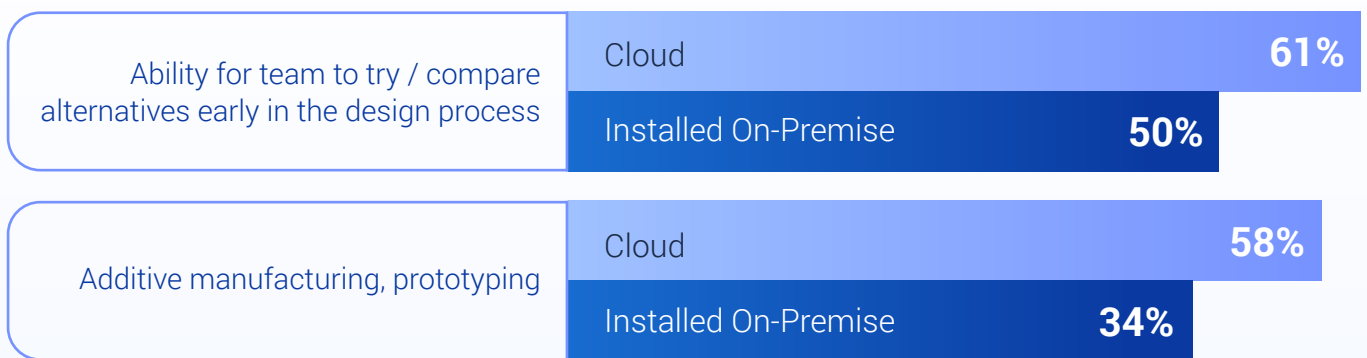 Ability for team to try / compare
alternatives early in the design process
Cloud
61%
Installed On-Premise
50%
Additive manufacturing, prototyping
Cloud
58%
Installed On-Premise
34%